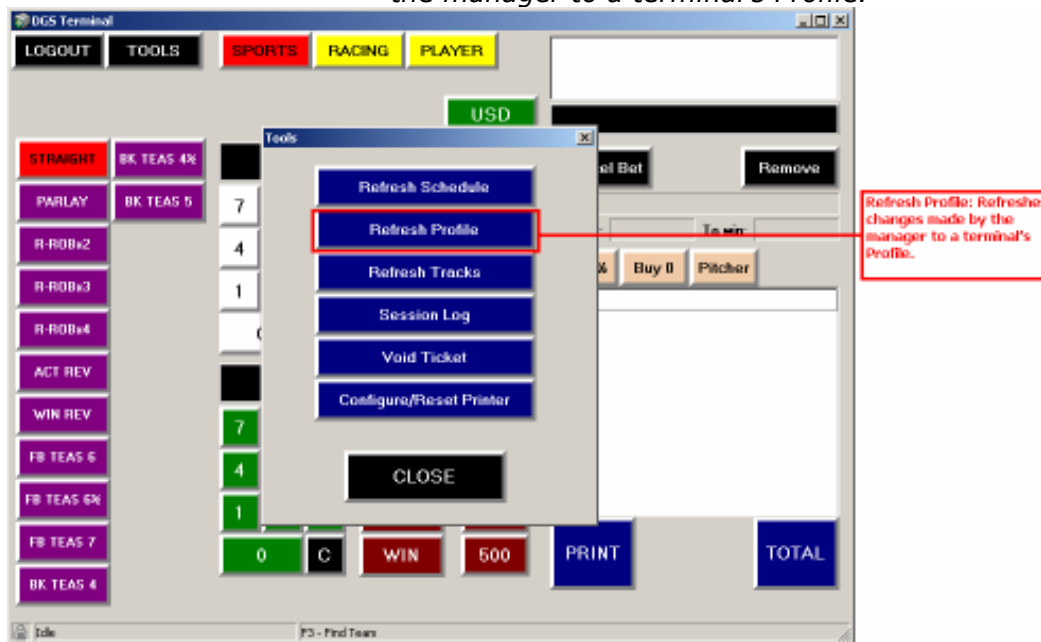 the manager to a terminal's Profile.
DGS Terminal
LOGOUT TOOLS SPORTS RACING PLAYER
USD
Tools
STRAIGHT BK TEAS 4½ Refresh Schedule el Bet Remove
PARLAY BK TEAS 5 7 Refresh Profile To win:
R-ROBx2 4 Refresh Tracks Buy 0 Pitcher
R-ROBx3 1 Session Log
R-ROBx4 Void Ticket
ACT REV Configure/Reset Printer
WIN REV 7
FB TEAS 6 4 CLOSE
FB TEAS 6½ 1
FB TEAS 7 0 C WIN 500 PRINT TOTAL
BK TEAS 4
Idle F3 - Find Team
Refresh Profile: Refreshe
changes made by the
manager to a terminal's
Profile.